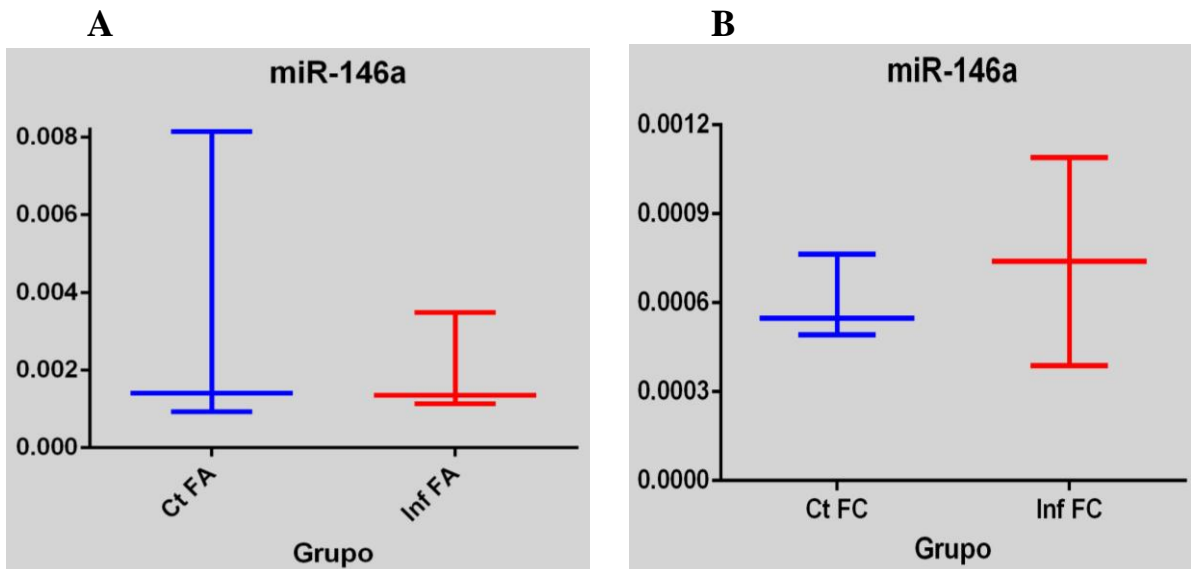 A
miR-146a
0.008
0.006
0.004
0.002
0.000
Ct FA
Inf FA
Grupo
B
miR-146a
0.0012
0.0009
0.0006
0.0003
0.0000
Ct FC
Inf FC
Grupo